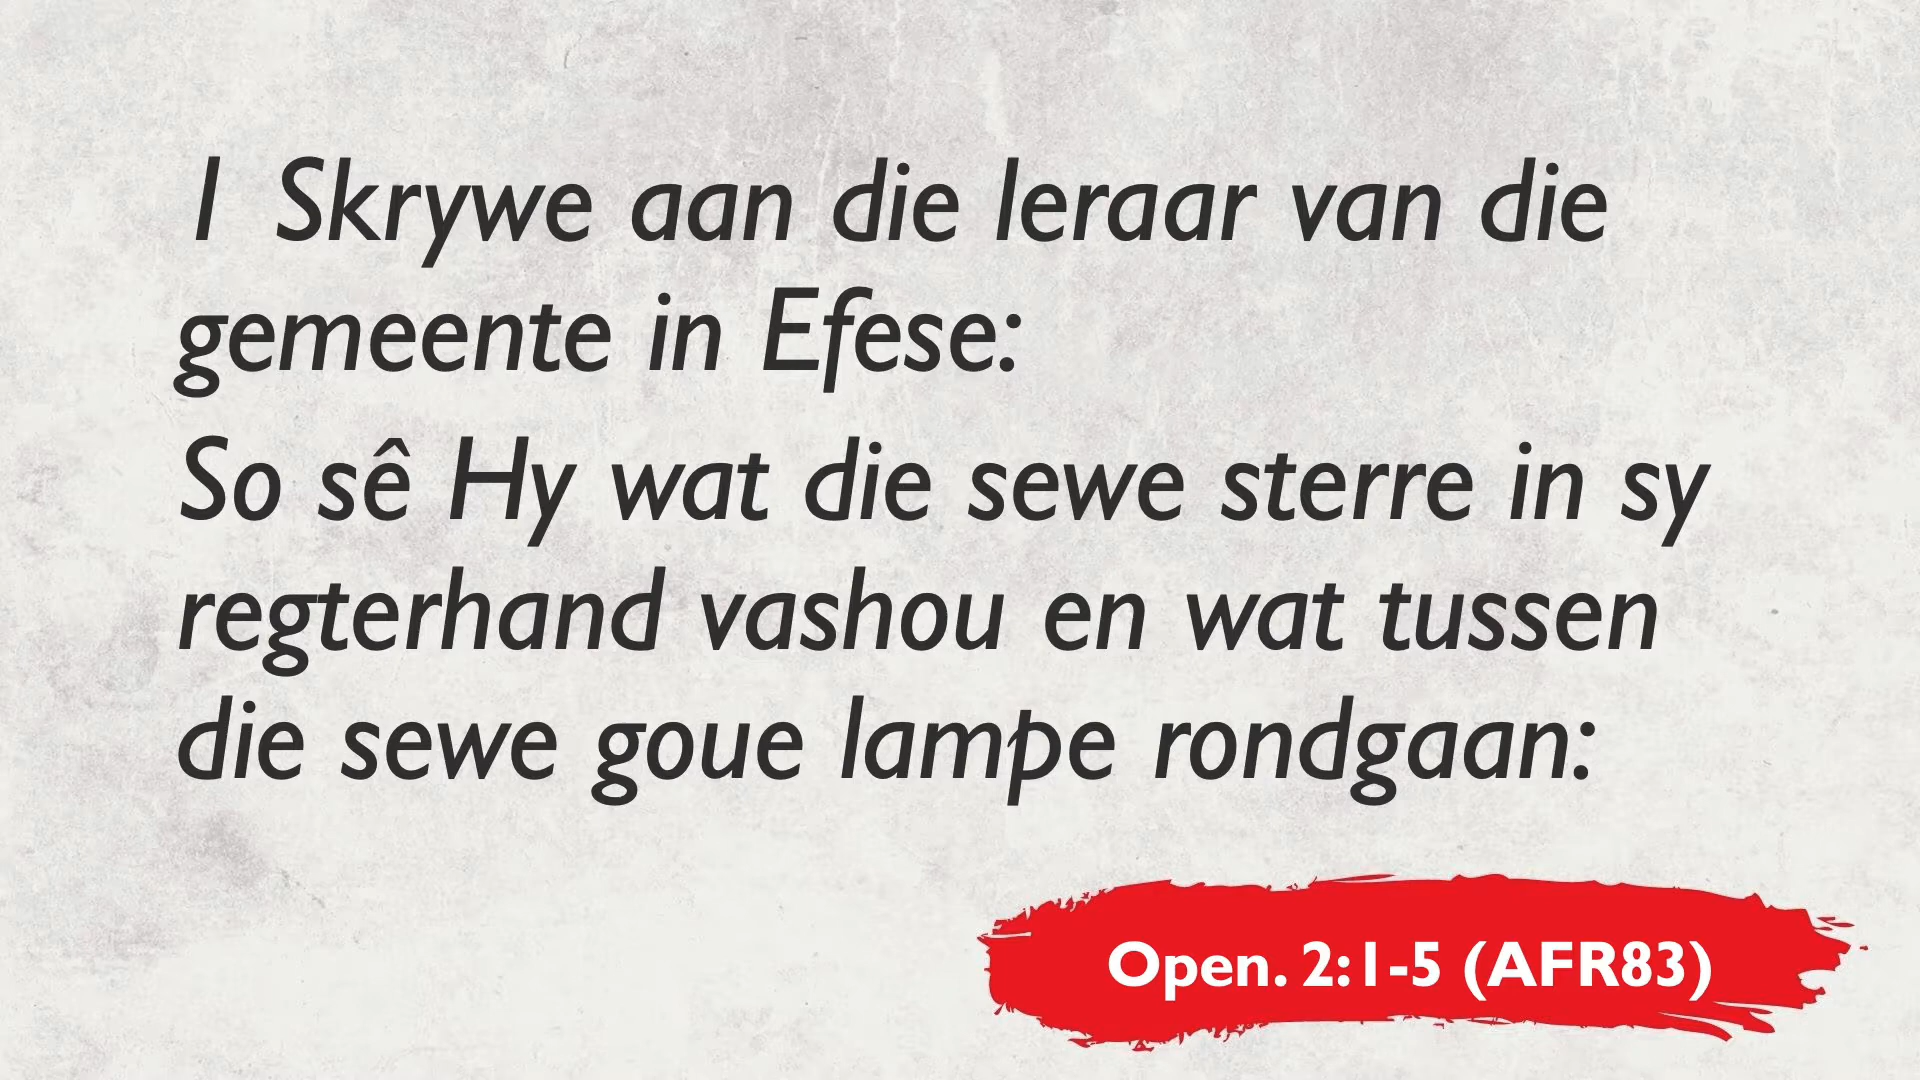 1 Skrywe aan die leraar van die
gemeente in Efese:
So sê Hy wat die sewe sterre in sy
regterhand vashou en wat tussen
die sewe goue lampe rondgaan:
Open. 2:1-5 (AFR83)